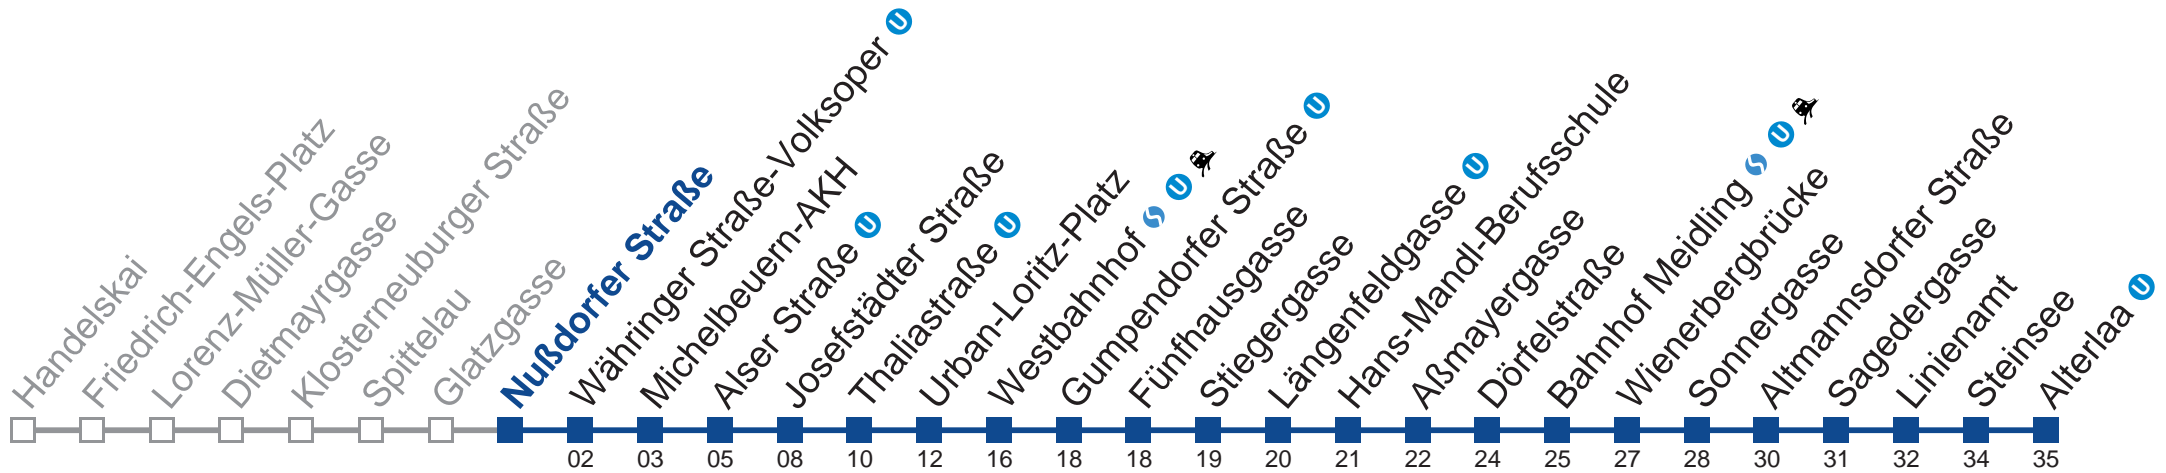 Handelskai
Friedrich-Engels-Platz
Lorenz-Müller-Gasse
Dietmayrgasse
Klosterneuburger Straße
Spittelau
Glatzgasse
Nußdorfer Straße
Währinger Straße-Volksoper U
Michelbeuern-AKH
Alser Straße U
Josefstädter Straße
Thaliastraße U
Urban-Loritz-Platz
Westbahnhof S U
Gumpendorfer Straße U
Fünfhausgasse
Stiegergasse
Längenfeldgasse U
Hans-Mandl-Berufsschule
Aßmayergasse
Dörfelstraße
Bahnhof Meidling S U
Wienerbergbrücke
Sonnergasse
Altmannsdorfer Straße
Sagedergasse
Linienamt
Steinsee
Alterlaa U
02 03 05 08 10 12 16 18 18 19 20 21 22 24 25 27 28 30 31 32 34 35